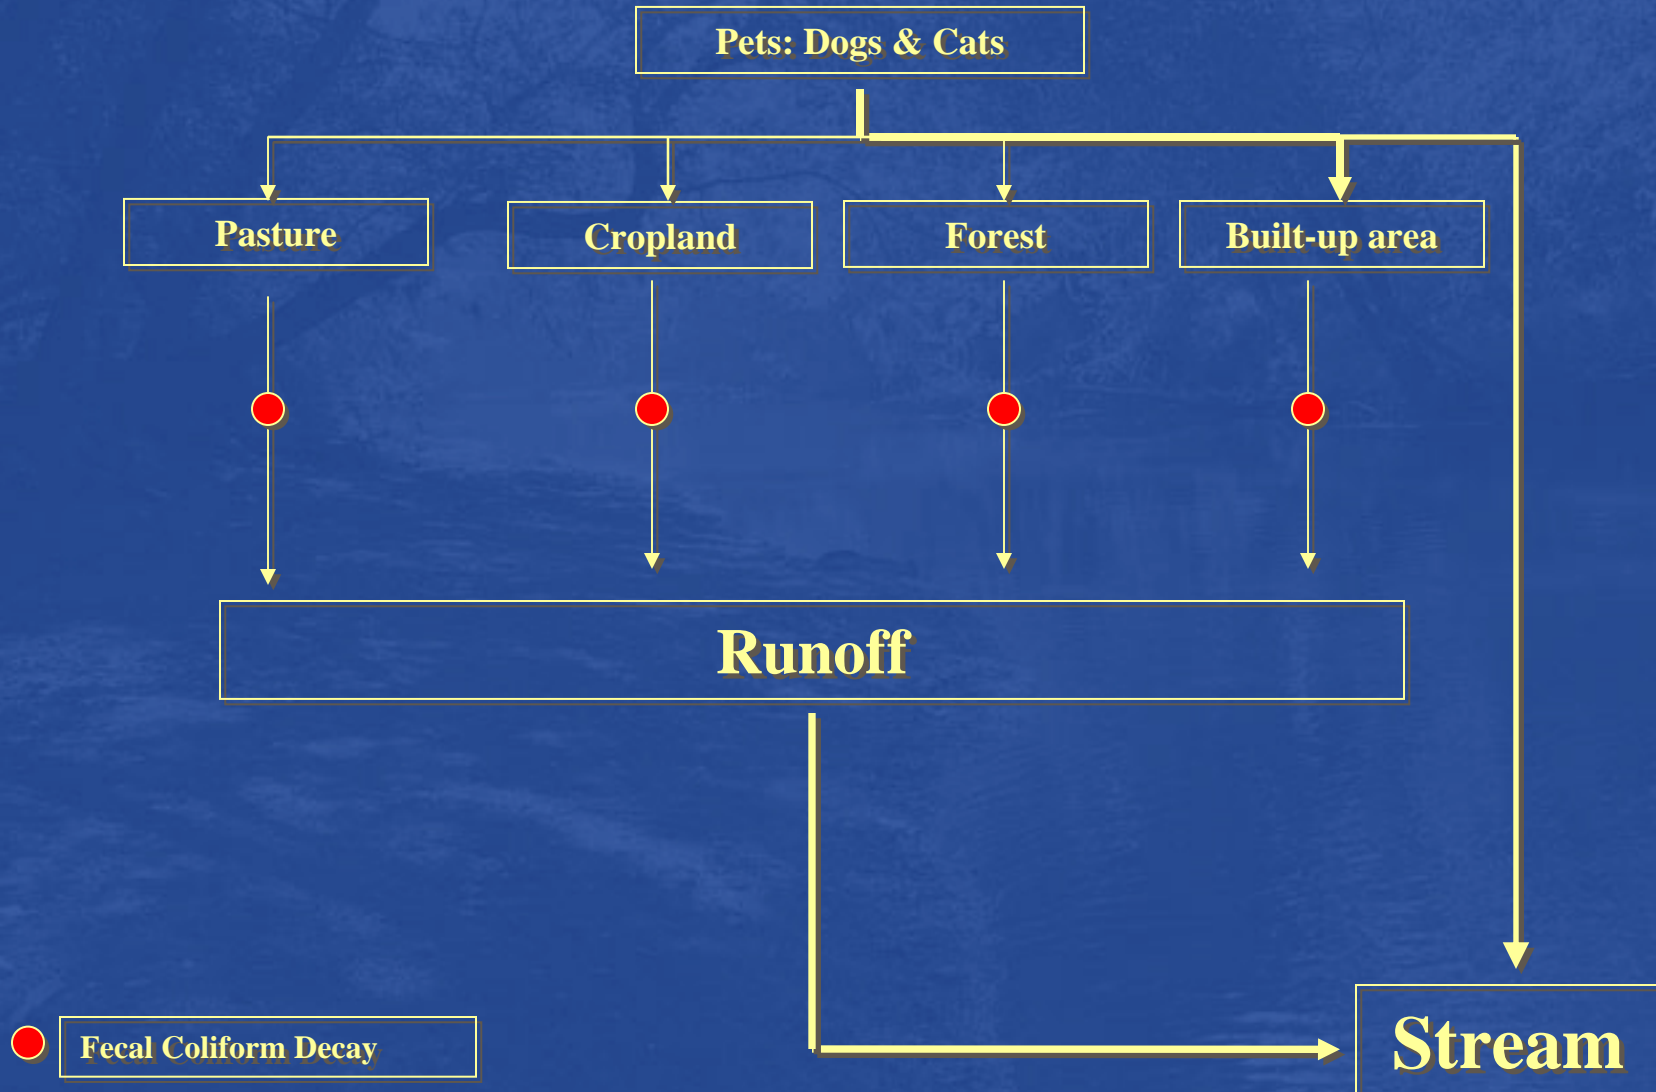 Pets: Dogs & Cats
Pasture
Cropland
Forest
Built-up area
Runoff
Stream
Fecal Coliform Decay